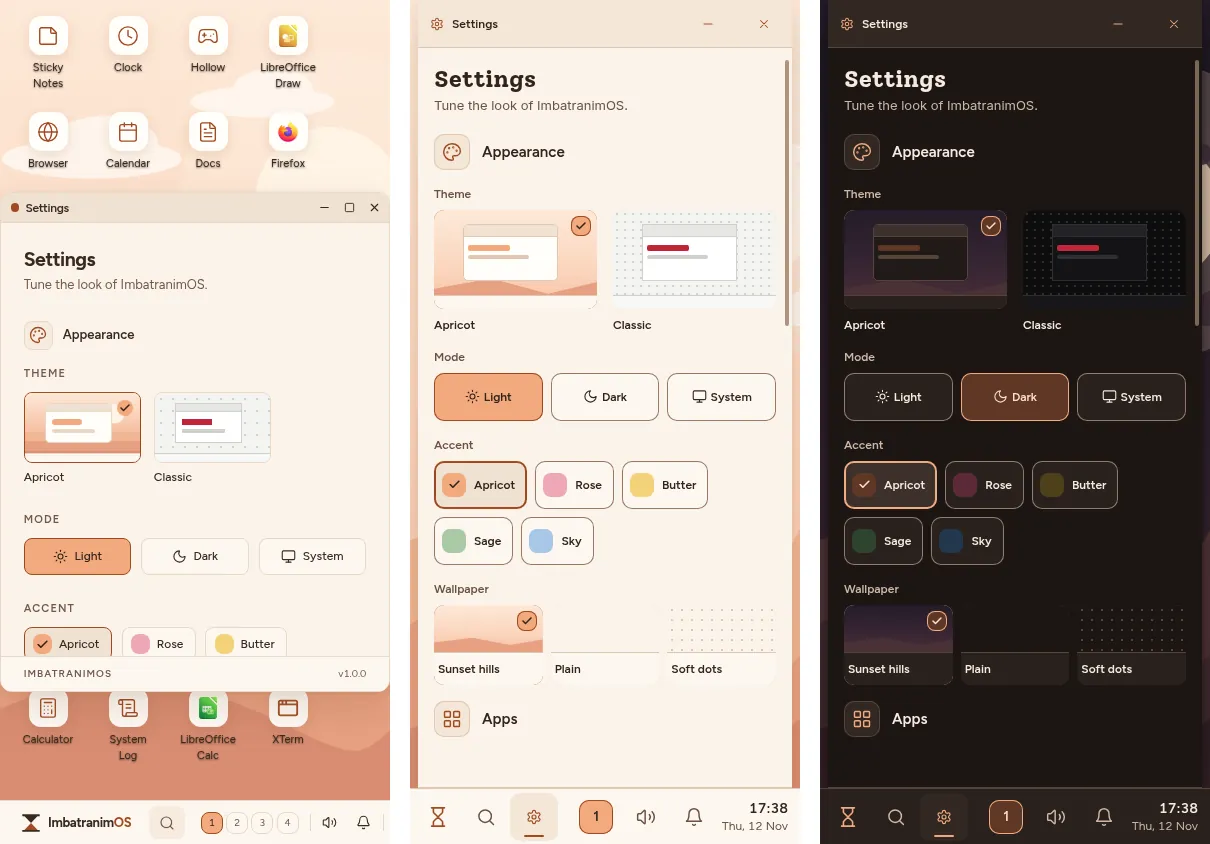 Sticky
Notes
Clock
Hollow
LibreOffice
Draw
Browser
Calendar
Docs
Firefox
Settings
Settings
Tune the look of ImbatranimOS.
Appearance
THEME
Apricot
Classic
MODE
Light
Dark
System
ACCENT
Apricot
Rose
Butter
IMBATRANIMOS
v1.0.0
Calculator
System
Log
LibreOffice
Calc
XTerm
ImbatranimOS
1
2
3
4
Settings
Settings
Tune the look of ImbatranimOS.
Appearance
Theme
Apricot
Classic
Mode
Light
Dark
System
Accent
Apricot
Rose
Butter
Sage
Sky
Wallpaper
Sunset hills
Plain
Soft dots
Apps
1
17:38
Thu, 12 Nov
Settings
Settings
Tune the look of ImbatranimOS.
Appearance
Theme
Apricot
Classic
Mode
Light
Dark
System
Accent
Apricot
Rose
Butter
Sage
Sky
Wallpaper
Sunset hills
Plain
Soft dots
Apps
1
17:38
Thu, 12 Nov